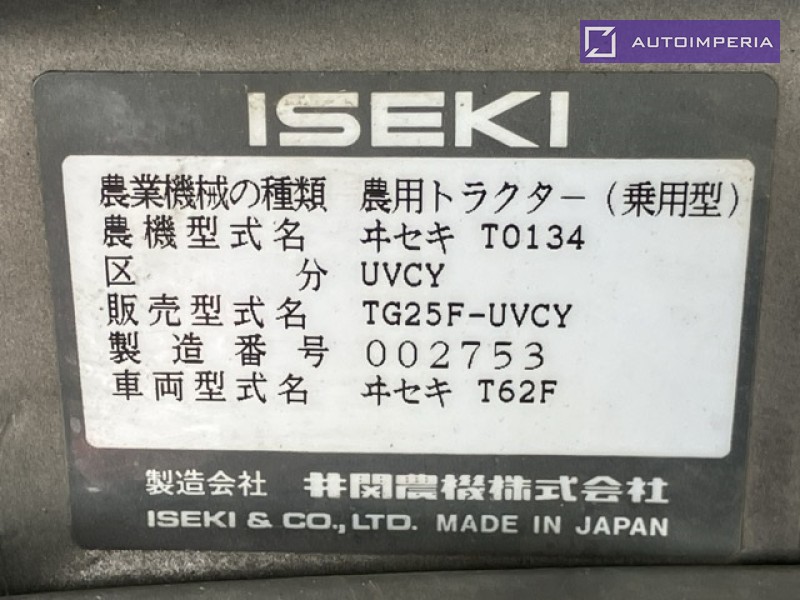 AUTOIMPERIA
ISEKI
農業機械の種類 農用トラクター(乗用型)
農機型式名 ヰセキ T0134
区分 UVCY
販売型式名 TG25F-UVCY
製造番号 002753
車両型式名 ヰセキ T62F
製造会社 井関農機株式会社
ISEKI & CO., LTD. MADE IN JAPAN